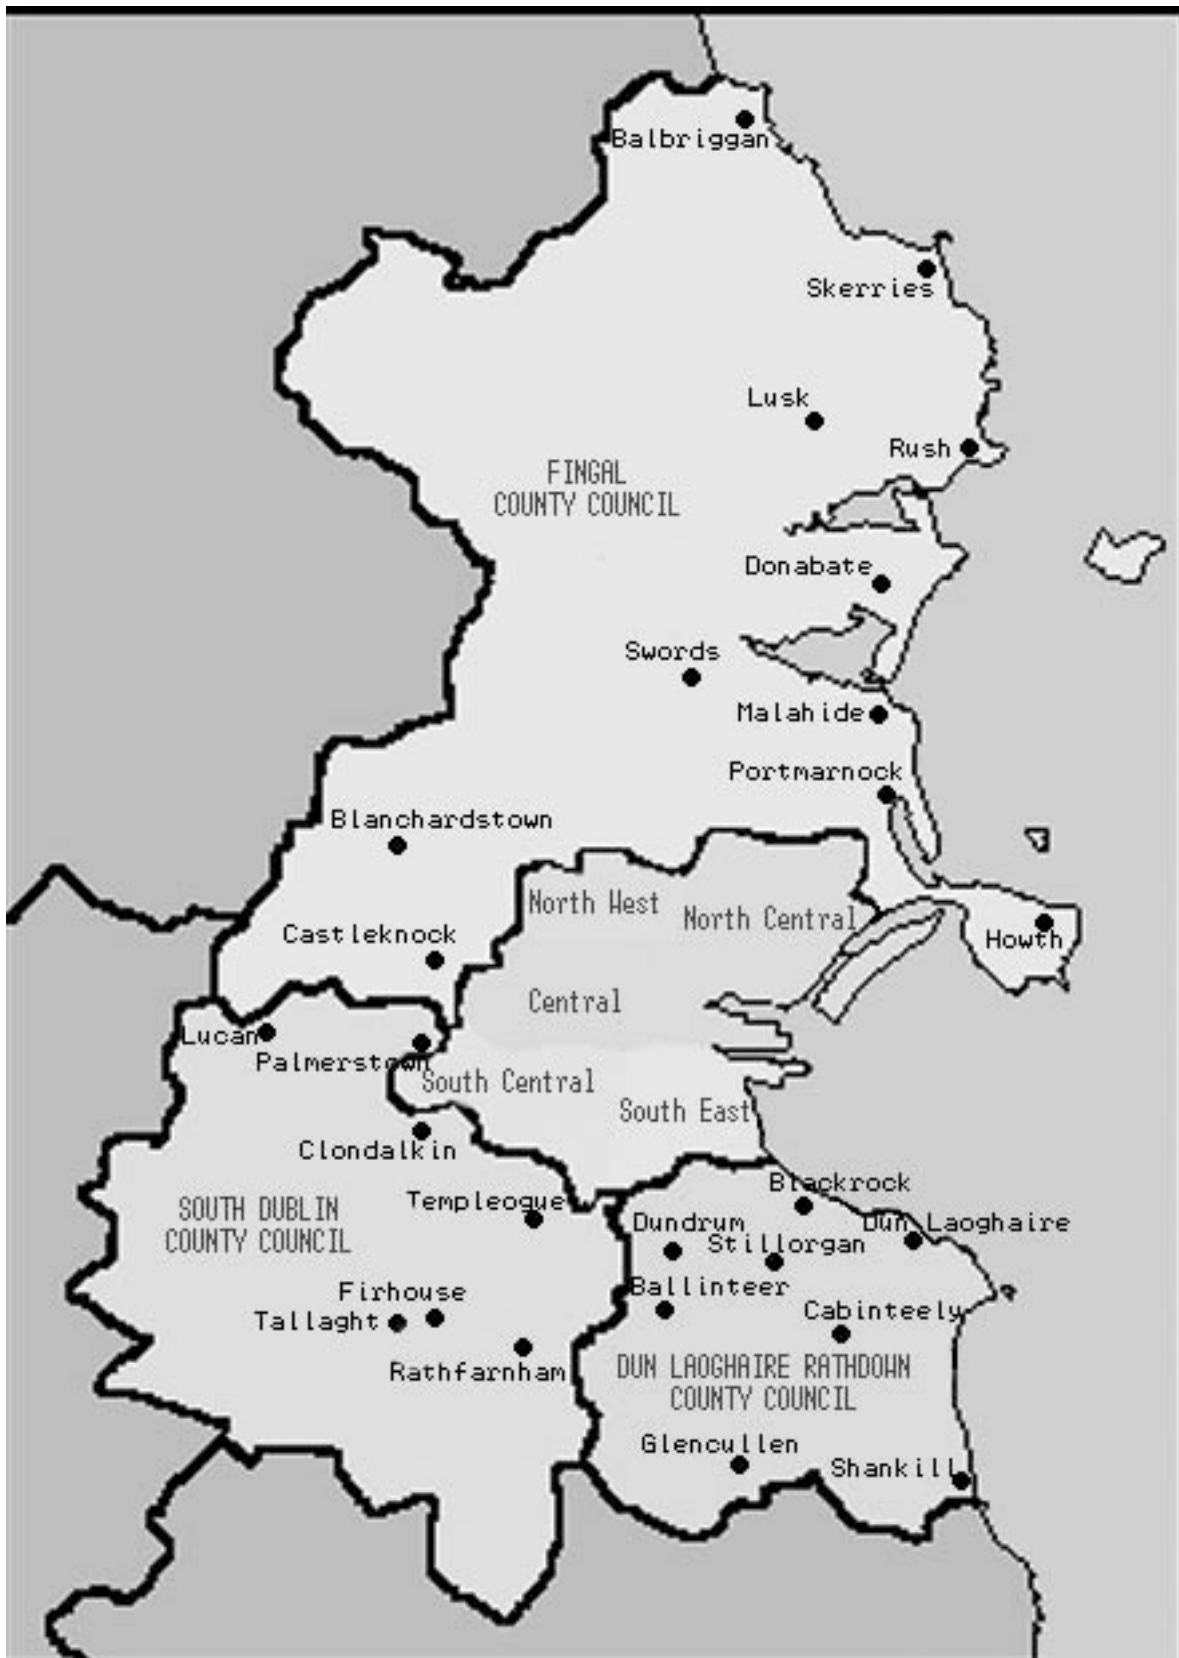 Balbriggan
Skerries
Lusk
Rush
FINGAL
COUNTY COUNCIL
Donabate
Swords
Malahide
Portmarnock
Blanchardstown
North West
North Central
Castleknock
Howth
Central
Lucan
Palmerstown
South Central
South East
Clondalkin
Blackrock
Templeogue
SOUTH DUBLIN
COUNTY COUNCIL
Dundrum
Dun Laoghaire
Stillorgan
Ballinteer
Firhouse
Cabinteely
Tallaght
Rathfarnham
DUN LAOGHAIRE RATHDOWN
COUNTY COUNCIL
Glencullen
Shankill